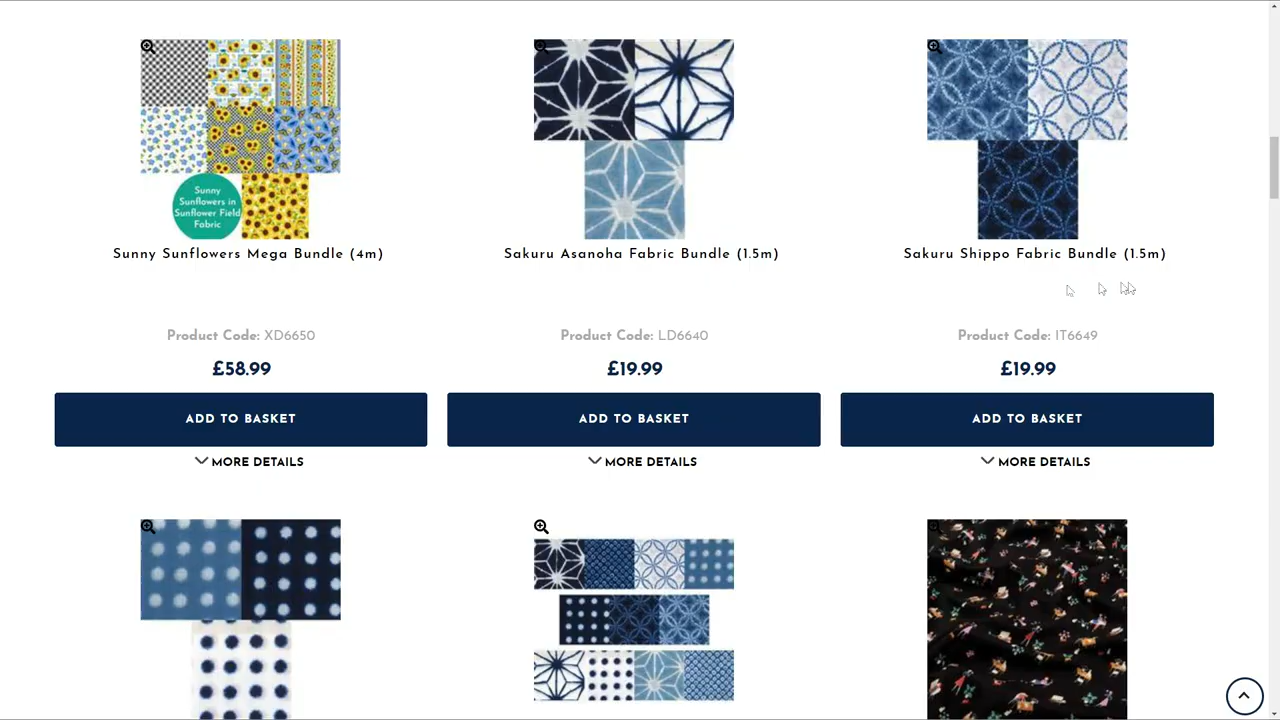 Sunny
Sunflowers in
Sunflower Field
Fabric
Sunny Sunflowers Mega Bundle (4m)
Sakuru Asanoha Fabric Bundle (1.5m)
Sakuru Shippo Fabric Bundle (1.5m)
Product Code: XD6650
Product Code: LD6640
Product Code: IT6649
£58.99
£19.99
£19.99
ADD TO BASKET
ADD TO BASKET
ADD TO BASKET
MORE DETAILS
MORE DETAILS
MORE DETAILS